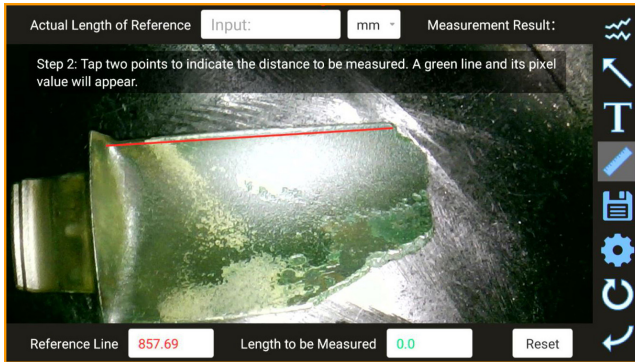 Actual Length of Reference Input: mm Measurement Result:
Step 2: Tap two points to indicate the distance to be measured. A green line and its pixel
value will appear.
T
Reference Line 857.69 Length to be Measured 0.0 Reset